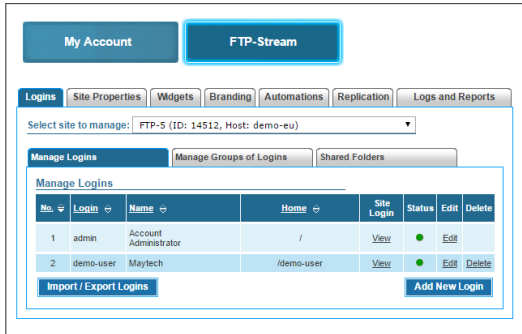 My Account FTP-Stream
Logins Site Properties Widgets Branding Automations Replication Logs and Reports
Select site to manage: FTP-5 (ID: 14512, Host: demo-eu)
Manage Logins Manage Groups of Logins Shared Folders
Manage Logins
No. Login Name Home Site Login Status Edit Delete
1 admin Account Administrator / View Edit
2 demo-user Maytech /demo-user View Edit Delete
Import / Export Logins Add New Login